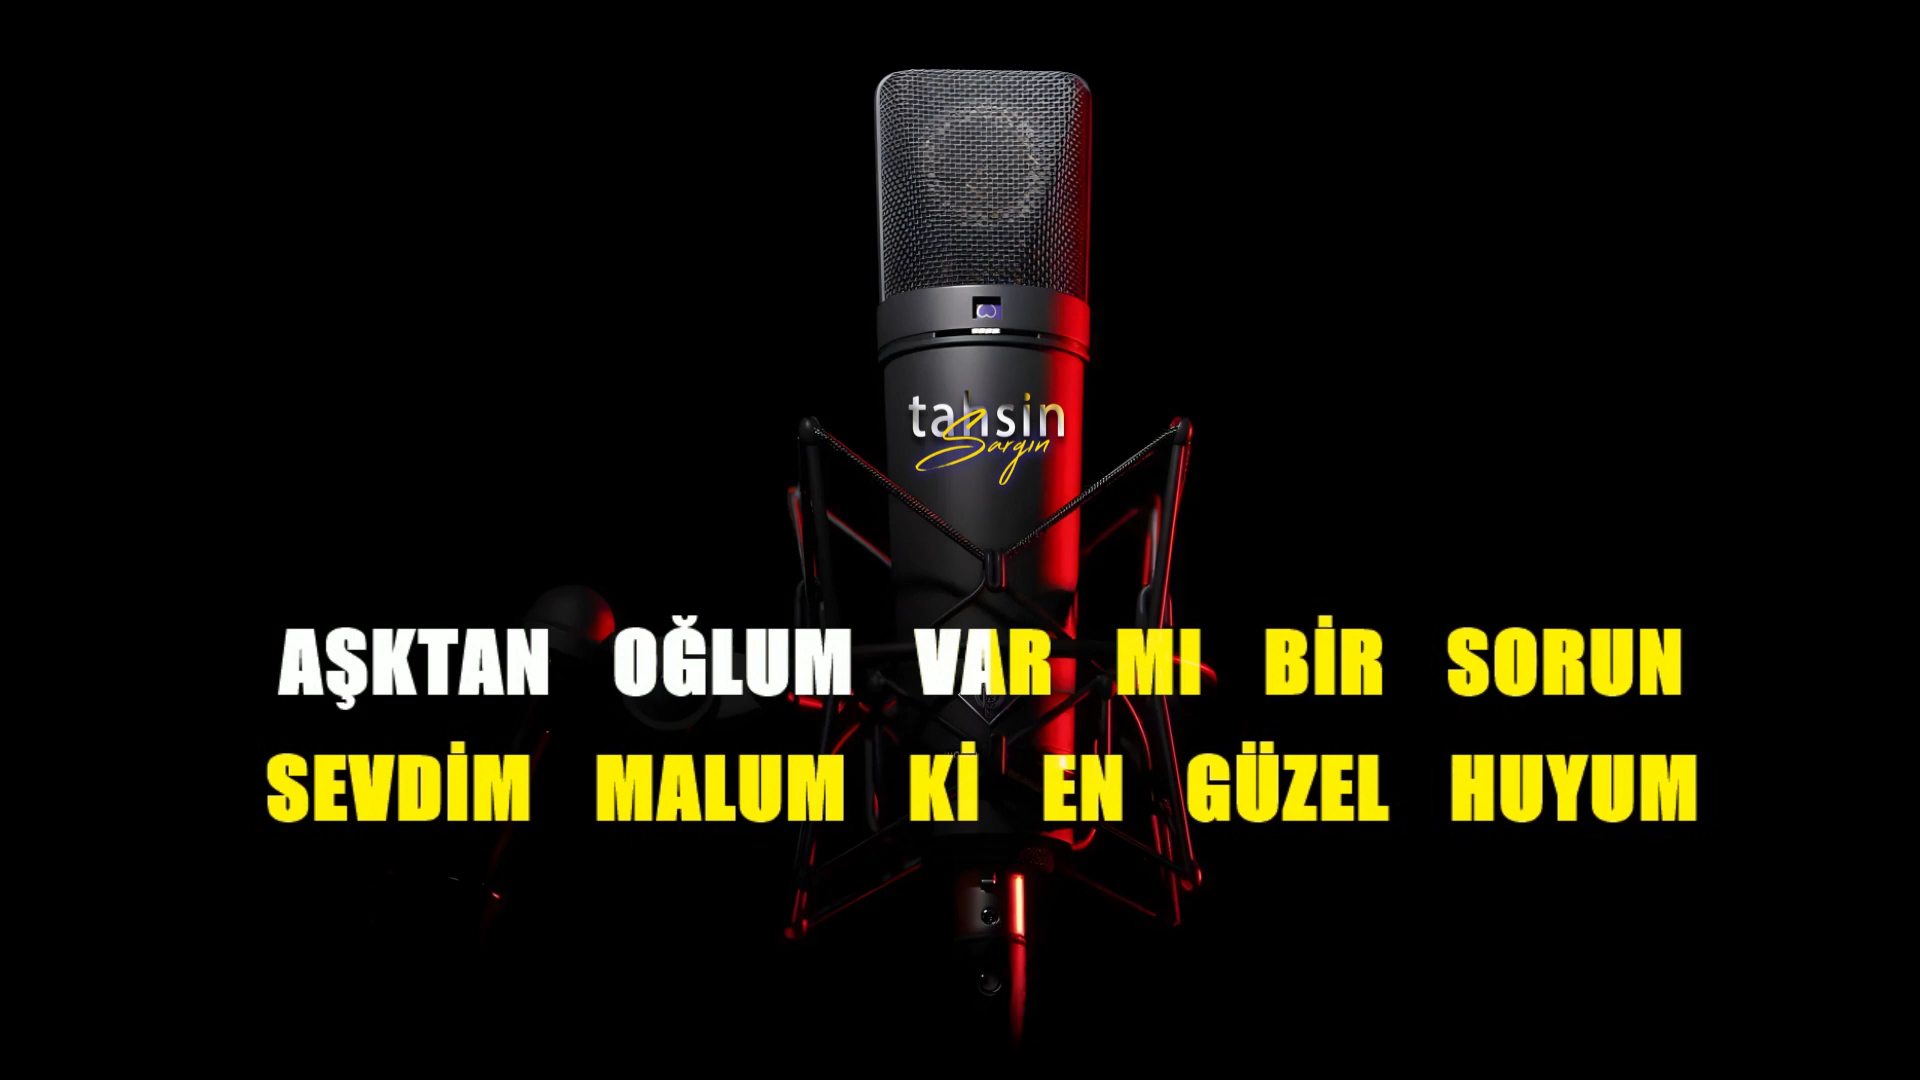 tahsin
Sargın
AŞKTAN OĞLUM VAR MI BİR SORUN
SEVDİM MALUM Kİ EN GÜZEL HUYUM